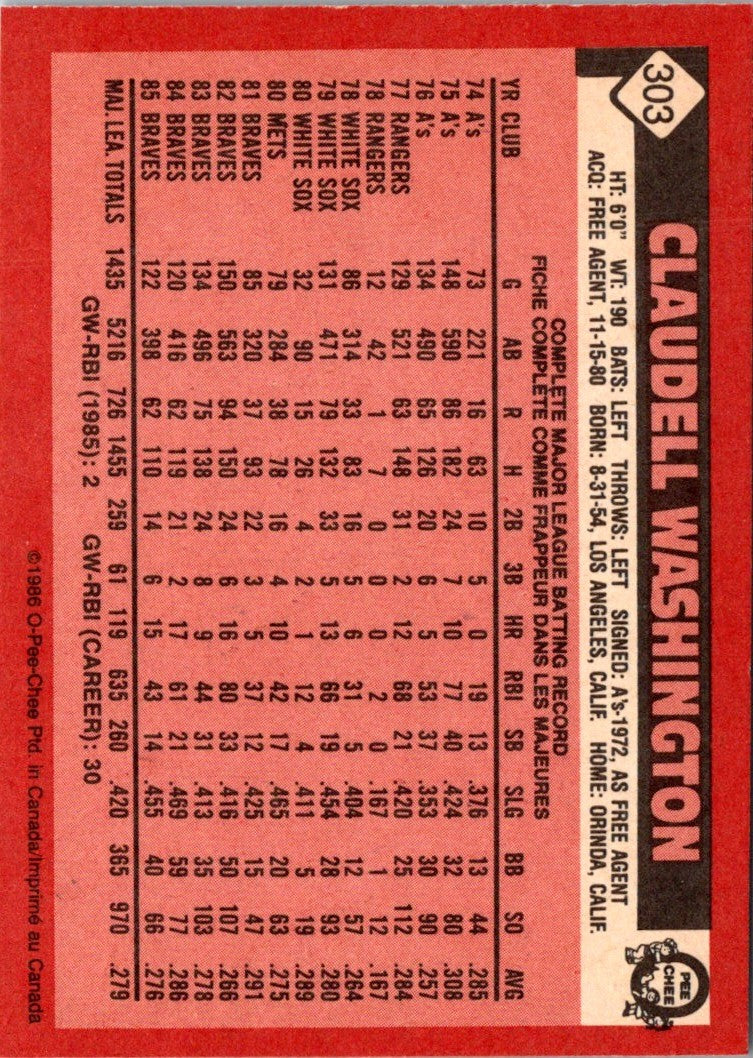 303
CLAUDELL WASHINGTON
O PEE CHEE
HT: 6'0" WT: 190 BATS: LEFT THROWS: LEFT SIGNED: A's-1972, AS FREE AGENT
ACQ: FREE AGENT, 11-15-80 BORN: 8-31-54, LOS ANGELES, CALIF. HOME: ORINDA, CALIF.
COMPLETE MAJOR LEAGUE BATTING RECORD
FICHE COMPLETE COMME FRAPPEUR DANS LES MAJEURES
YR CLUB G AB R H 2B 3B HR RBI SB SLG BB SO AVG
74 A's 73 221 16 63 10 5 0 19 13 .376 13 44 .285
75 A's 148 590 86 182 24 7 10 77 40 .424 32 80 .308
76 A's 134 490 65 126 20 6 5 53 37 .353 30 90 .257
77 RANGERS 129 521 63 148 31 2 12 68 21 .420 25 112 .284
78 RANGERS 12 42 1 7 0 0 0 2 0 .167 1 12 .167
78 WHITE SOX 86 314 33 83 16 5 6 31 5 .404 12 57 .264
79 WHITE SOX 131 471 79 132 33 5 13 66 19 .454 28 93 .280
80 WHITE SOX 32 90 15 26 4 2 1 12 4 .411 5 19 .289
80 METS 79 284 38 78 16 4 10 42 17 .465 20 63 .275
81 BRAVES 85 320 37 93 22 3 5 37 12 .425 15 47 .291
82 BRAVES 150 563 94 150 24 6 16 80 33 .416 50 107 .266
83 BRAVES 134 496 75 138 24 8 9 44 31 .413 35 103 .278
84 BRAVES 120 416 62 119 21 2 17 61 21 .469 59 77 .286
85 BRAVES 122 398 62 110 14 6 15 43 14 .455 40 66 .276
MAJ. LEA. TOTALS 1435 5216 726 1455 259 61 119 635 260 .420 365 970 .279
GW-RBI (1985): 2 GW-RBI (CAREER): 30
©1986 O-Pee-Chee Ptd. in Canada/Imprimé au Canada